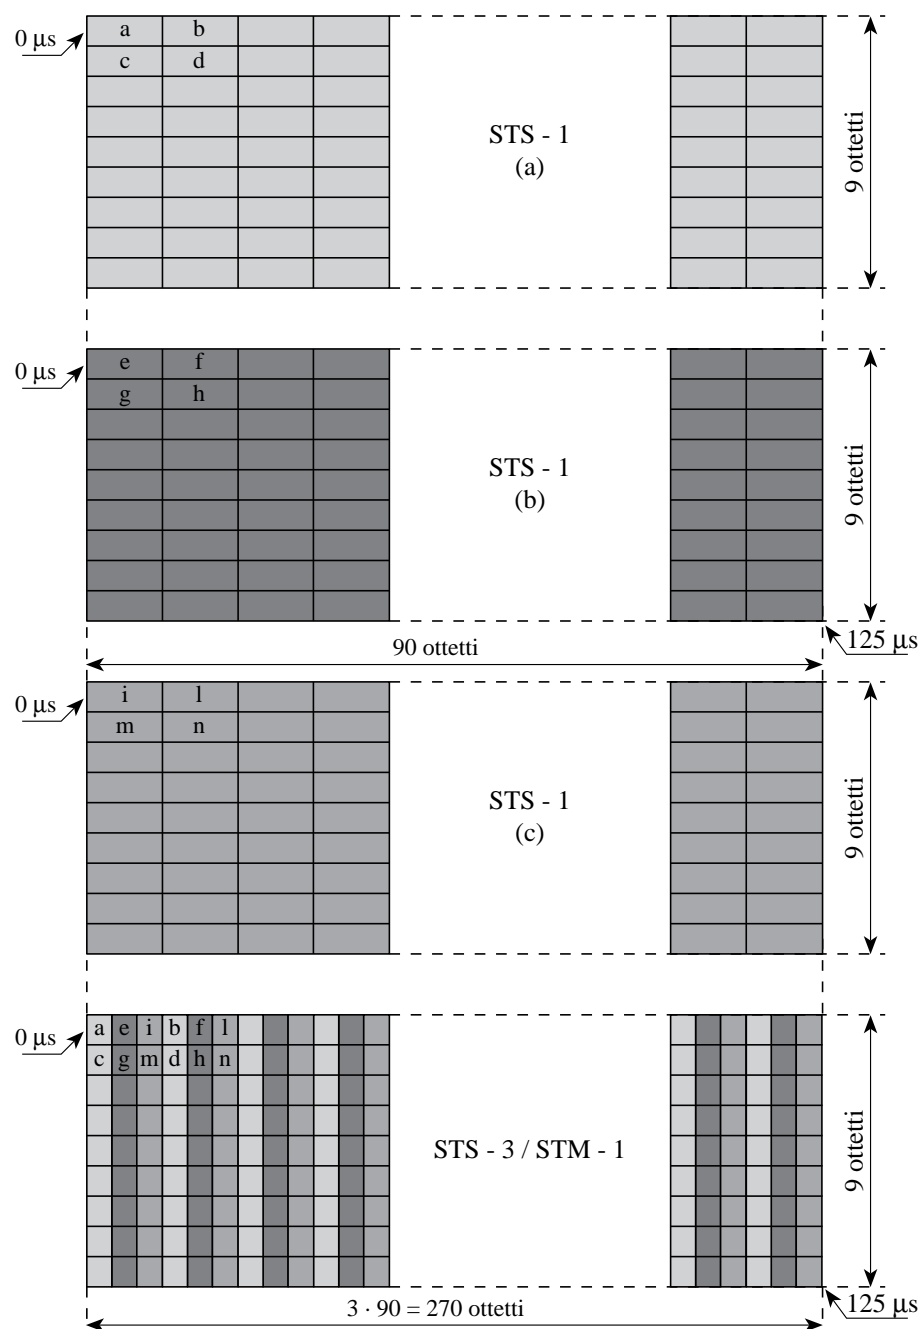 0 μs
a b
c d
STS - 1
(a)
9 ottetti
0 μs
e f
g h
STS - 1
(b)
9 ottetti
125 μs
90 ottetti
0 μs
i l
m n
STS - 1
(c)
9 ottetti
0 μs
a e i b f l
c g m d h n
STS - 3 / STM - 1
9 ottetti
125 μs
3 · 90 = 270 ottetti